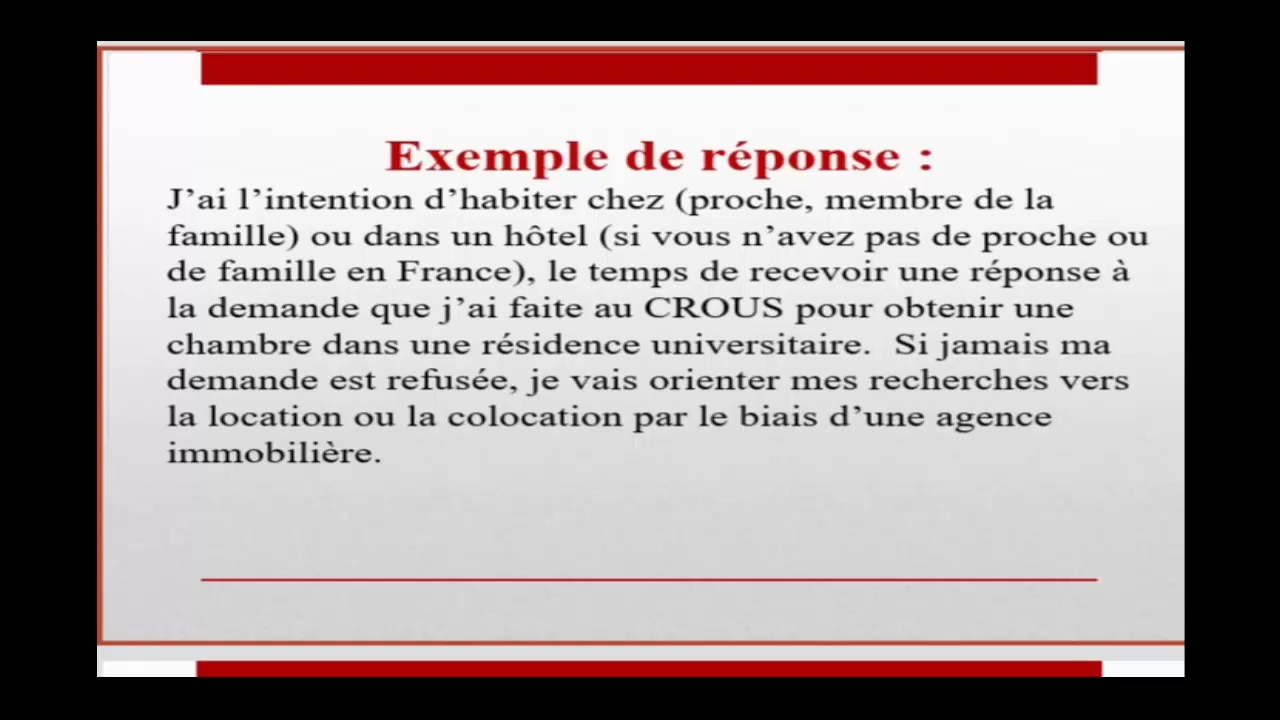 Exemple de réponse :
J’ai l’intention d’habiter chez (proche, membre de la
famille) ou dans un hôtel (si vous n’avez pas de proche ou
de famille en France), le temps de recevoir une réponse à
la demande que j’ai faite au CROUS pour obtenir une
chambre dans une résidence universitaire.  Si jamais ma
demande est refusée, je vais orienter mes recherches vers
la location ou la colocation par le biais d’une agence
immobilière.